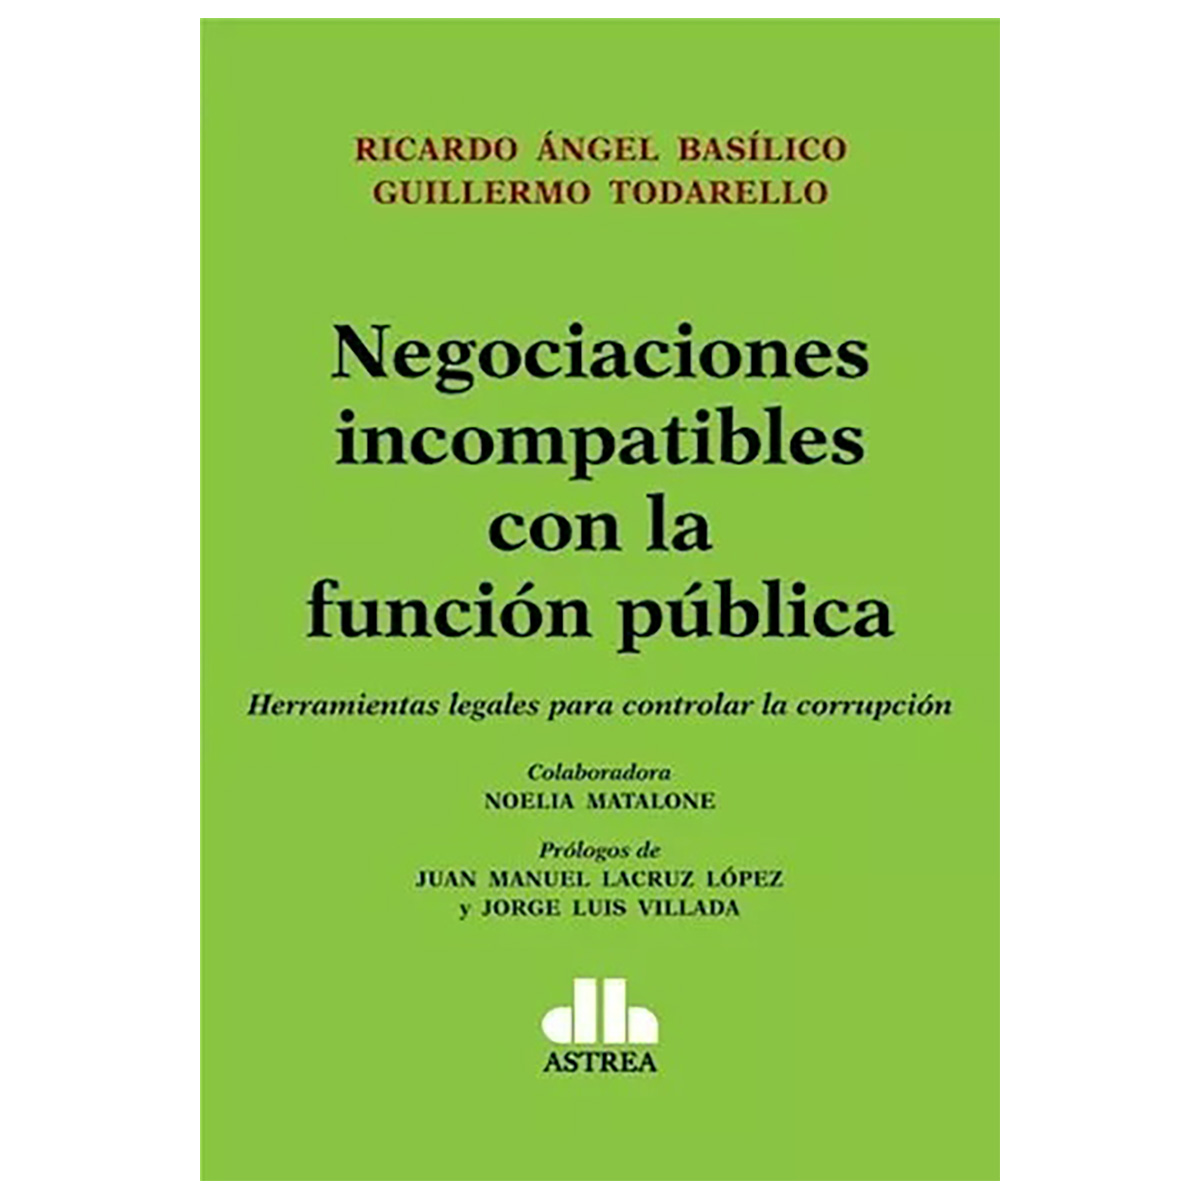 RICARDO ÁNGEL BASÍLICO
GUILLERMO TODARELLO
Negociaciones
incompatibles
con la
función pública
Herramientas legales para controlar la corrupción
Colaboradora
NOELIA MATALONE
Prólogos de
JUAN MANUEL LACRUZ LÓPEZ
y JORGE LUIS VILLADA
ASTREA